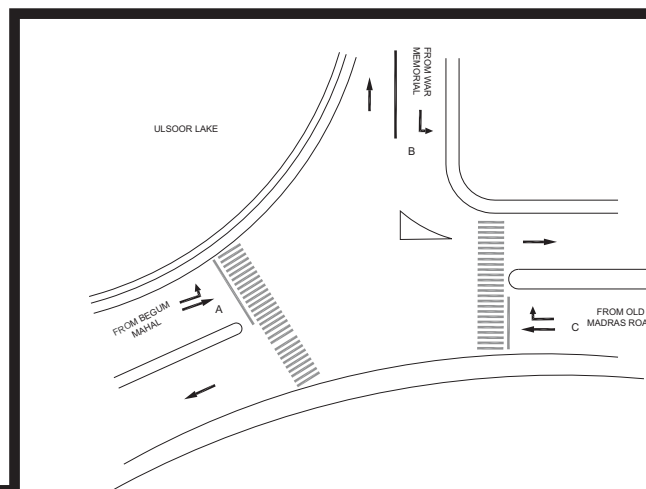 FROM WAR
MEMORIAL
ULSOOR LAKE
B
FROM BEGUM
MAHAL
A
FROM OLD
MADRAS ROA
C